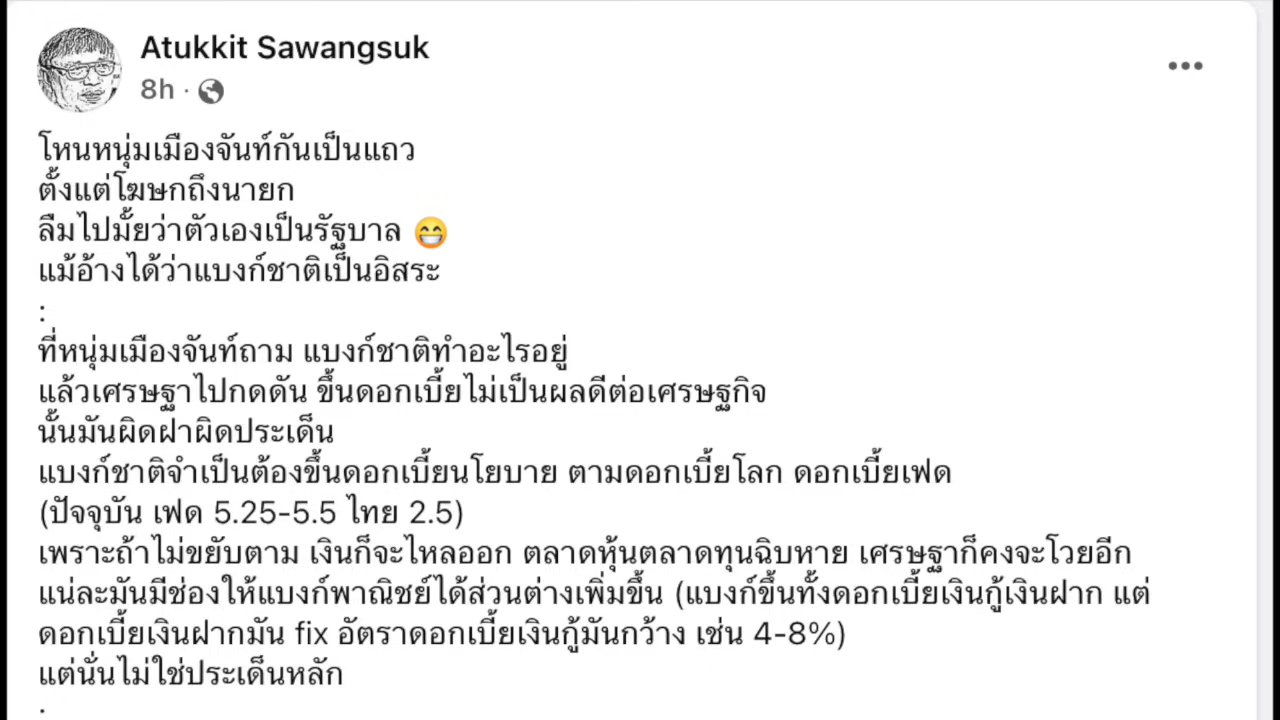 Atukkit Sawangsuk
8h ·
โหนหนุ่มเมืองจันท์กันเป็นแถว
ตั้งแต่โฆษกถึงนายก
ลืมไปมั้ยว่าตัวเองเป็นรัฐบาล 😁
แม้อ้างได้ว่าแบงก์ชาติเป็นอิสระ
:
ที่หนุ่มเมืองจันท์ถาม แบงก์ชาติทำอะไรอยู่
แล้วเศรษฐาไปกดดัน ขึ้นดอกเบี้ยไม่เป็นผลดีต่อเศรษฐกิจ
นั้นมันผิดฝาผิดประเด็น
แบงก์ชาติจำเป็นต้องขึ้นดอกเบี้ยนโยบาย ตามดอกเบี้ยโลก ดอกเบี้ยเฟด
(ปัจจุบัน เฟด 5.25-5.5 ไทย 2.5)
เพราะถ้าไม่ขยับตาม เงินก็จะไหลออก ตลาดหุ้นตลาดทุนฉิบหาย เศรษฐาก็คงจะโวยอีก
แน่ละมันมีช่องให้แบงก์พาณิชย์ได้ส่วนต่างเพิ่มขึ้น (แบงก์ขึ้นทั้งดอกเบี้ยเงินกู้เงินฝาก แต่
ดอกเบี้ยเงินฝากมัน fix อัตราดอกเบี้ยเงินกู้มันกว้าง เช่น 4-8%)
แต่นั่นไม่ใช่ประเด็นหลัก